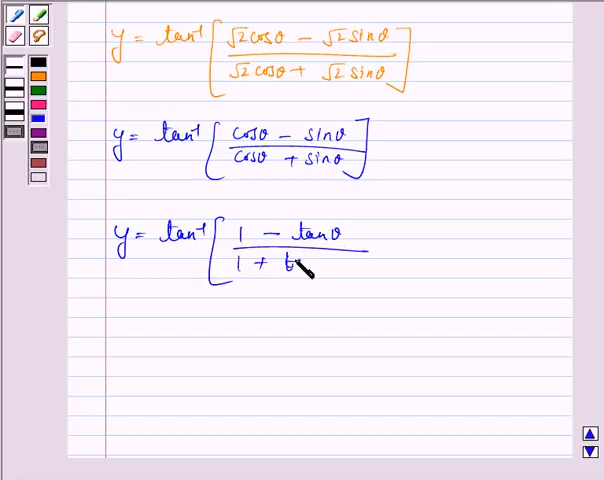 y = tan⁻¹ [ (√2 cosθ − √2 sinθ) / (√2 cosθ + √2 sinθ) ]
y = tan⁻¹ [ (cosθ − sinθ) / (cosθ + sinθ) ]
y = tan⁻¹ [ (1 − tanθ) / (1 + t